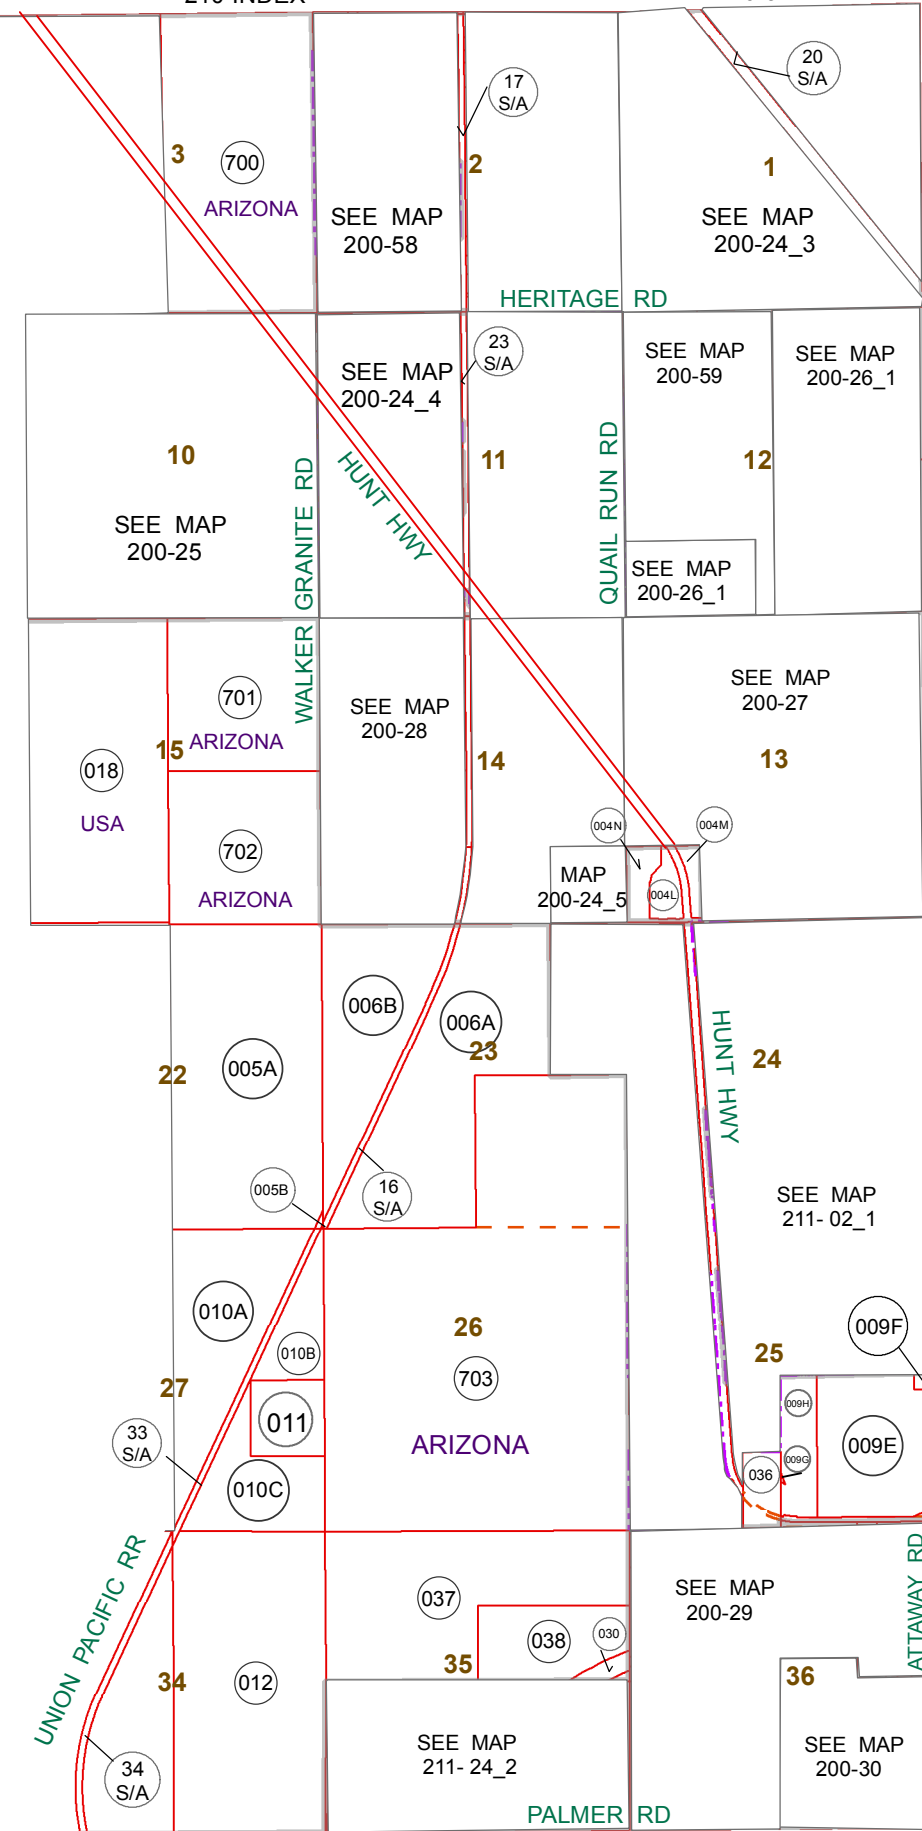 20
S/A
17
S/A
3
700
2
1
ARIZONA
SEE MAP
200-58
SEE MAP
200-24_3
HERITAGE RD
23
S/A
SEE MAP
200-24_4
SEE MAP
200-59
SEE MAP
200-26_1
10
11
12
SEE MAP
200-25
WALKER GRANITE RD
HUNT HWY
QUAIL RUN RD
SEE MAP
200-26_1
701
ARIZONA
SEE MAP
200-28
SEE MAP
200-27
15
14
13
018
USA
702
ARIZONA
004N
004M
MAP
200-24_5
004L
006B
006A
23
HUNT HWY
24
22
005A
005B
16
S/A
SEE MAP
211- 02_1
010A
010B
26
703
ARIZONA
25
009F
27
011
009H
33
S/A
009E
009G
036
010C
UNION PACIFIC RR
037
SEE MAP
200-29
ATTAWAY RD
038
030
35
34
012
36
SEE MAP
211- 24_2
SEE MAP
200-30
34
S/A
PALMER RD